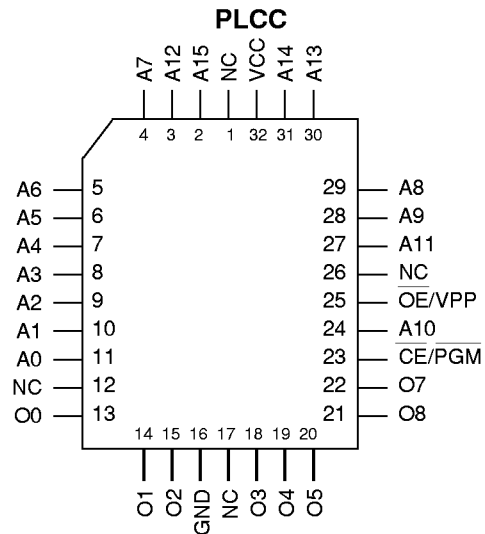 PLCC
A7 A12 A15 NC VCC A14 A13
4 3 2 1 32 31 30
A6 5 29 A8
A5 6 28 A9
A4 7 27 A11
A3 8 26 NC
A2 9 25 OE/VPP
A1 10 24 A10
A0 11 23 CE/PGM
NC 12 22 O7
O0 13 21 O8
14 15 16 17 18 19 20
O1 O2 GND NC O3 O4 O5